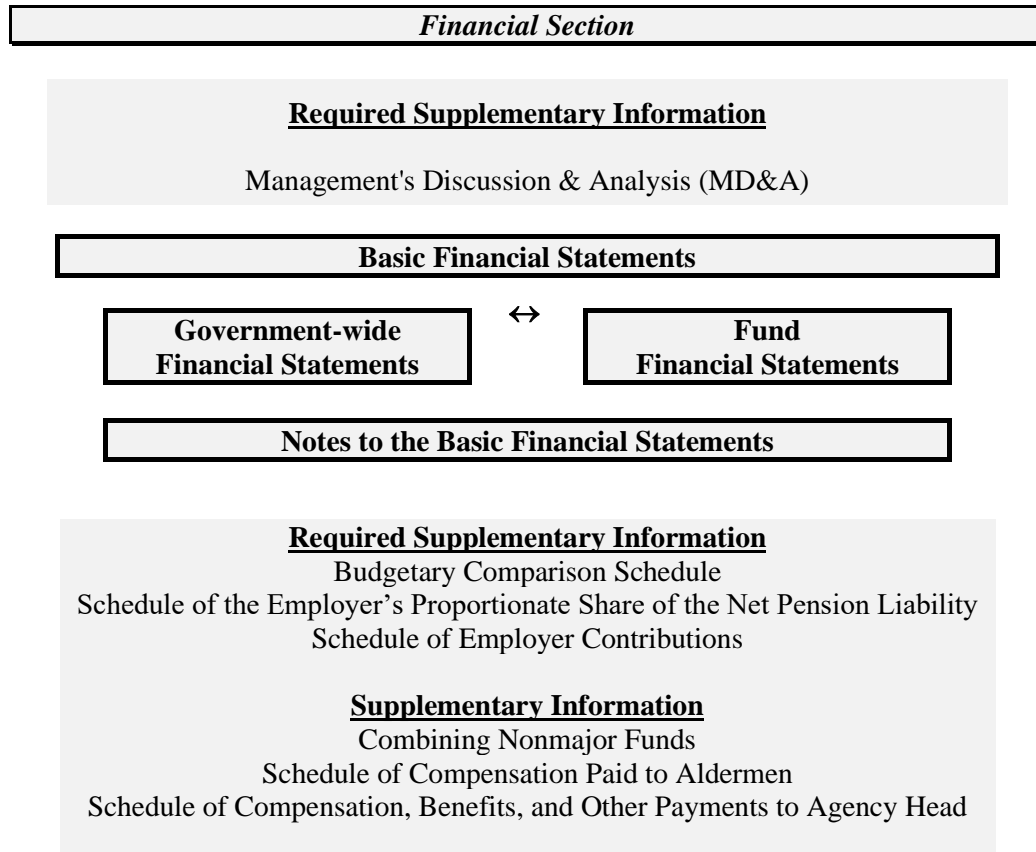 Financial Section
Required Supplementary Information
Management's Discussion & Analysis (MD&A)
Basic Financial Statements
↔
Government-wide
Financial Statements
Fund
Financial Statements
Notes to the Basic Financial Statements
Required Supplementary Information
Budgetary Comparison Schedule
Schedule of the Employer’s Proportionate Share of the Net Pension Liability
Schedule of Employer Contributions
Supplementary Information
Combining Nonmajor Funds
Schedule of Compensation Paid to Aldermen
Schedule of Compensation, Benefits, and Other Payments to Agency Head